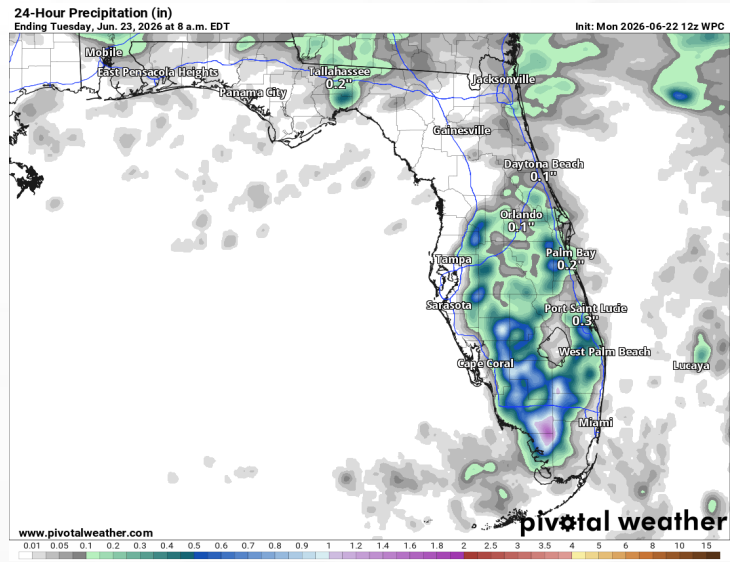 24-Hour Precipitation (in)
Ending Tuesday, Jun. 23, 2026 at 8 a.m. EDT
Init: Mon 2026-06-22 12z WPC
Mobile
East Pensacola Heights
Tallahassee
0.2"
Jacksonville
Panama City
Gainesville
Daytona Beach
0.1"
Orlando
0.1"
Tampa
Palm Bay
0.2"
Sarasota
Port Saint Lucie
0.3"
West Palm Beach
Cape Coral
Lucaya
Miami
pivotal weather
www.pivotalweather.com
0.01 0.05 0.1 0.2 0.3 0.4 0.5 0.6 0.7 0.8 0.9 1 1.2 1.4 1.6 1.8 2 2.5 3 3.5 4 5 6 7 8 9 10 15